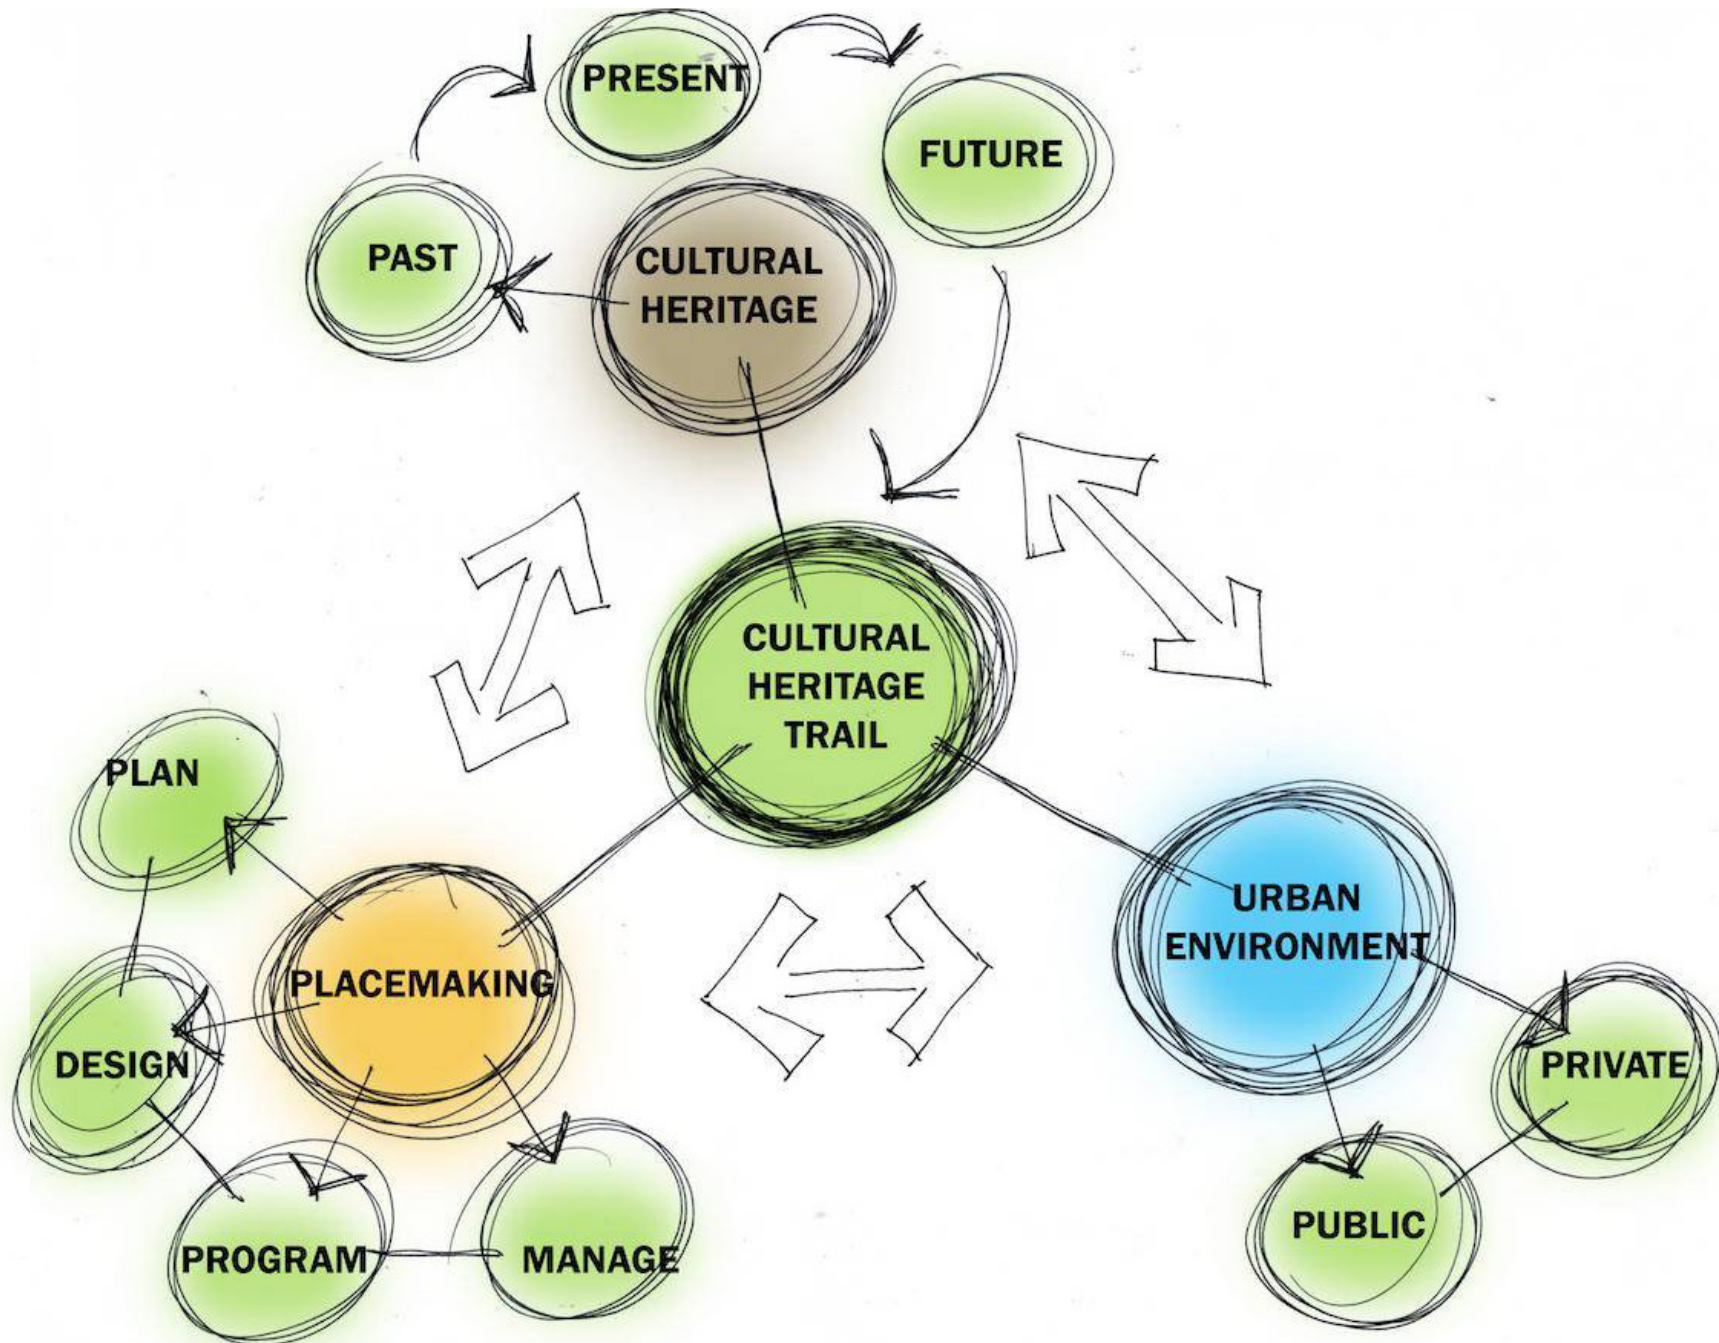 PRESENT
FUTURE
PAST
CULTURAL
HERITAGE
CULTURAL
HERITAGE
TRAIL
PLAN
URBAN
ENVIRONMENT
PLACEMAKING
DESIGN
PRIVATE
PUBLIC
PROGRAM
MANAGE